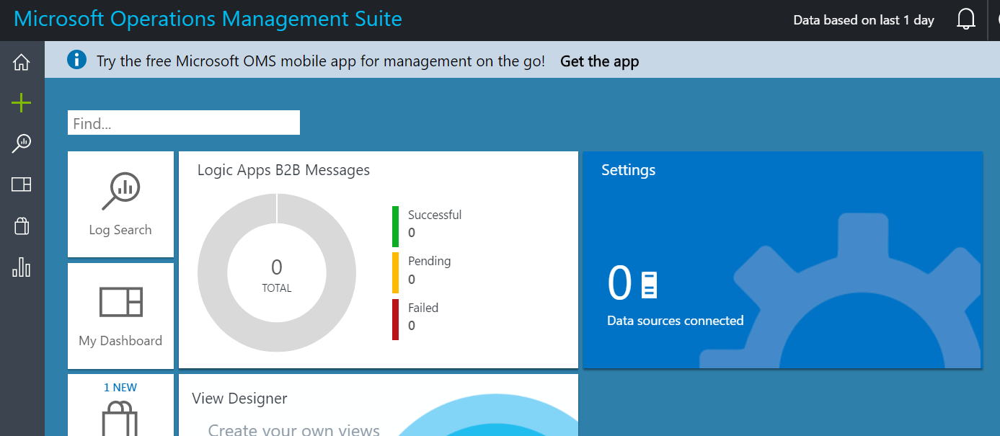 Microsoft Operations Management Suite
Data based on last 1 day
Try the free Microsoft OMS mobile app for management on the go! Get the app
Find...
Log Search
My Dashboard
1 NEW
Logic Apps B2B Messages
0
TOTAL
Successful
0
Pending
0
Failed
0
Settings
0
Data sources connected
View Designer
Create your own views